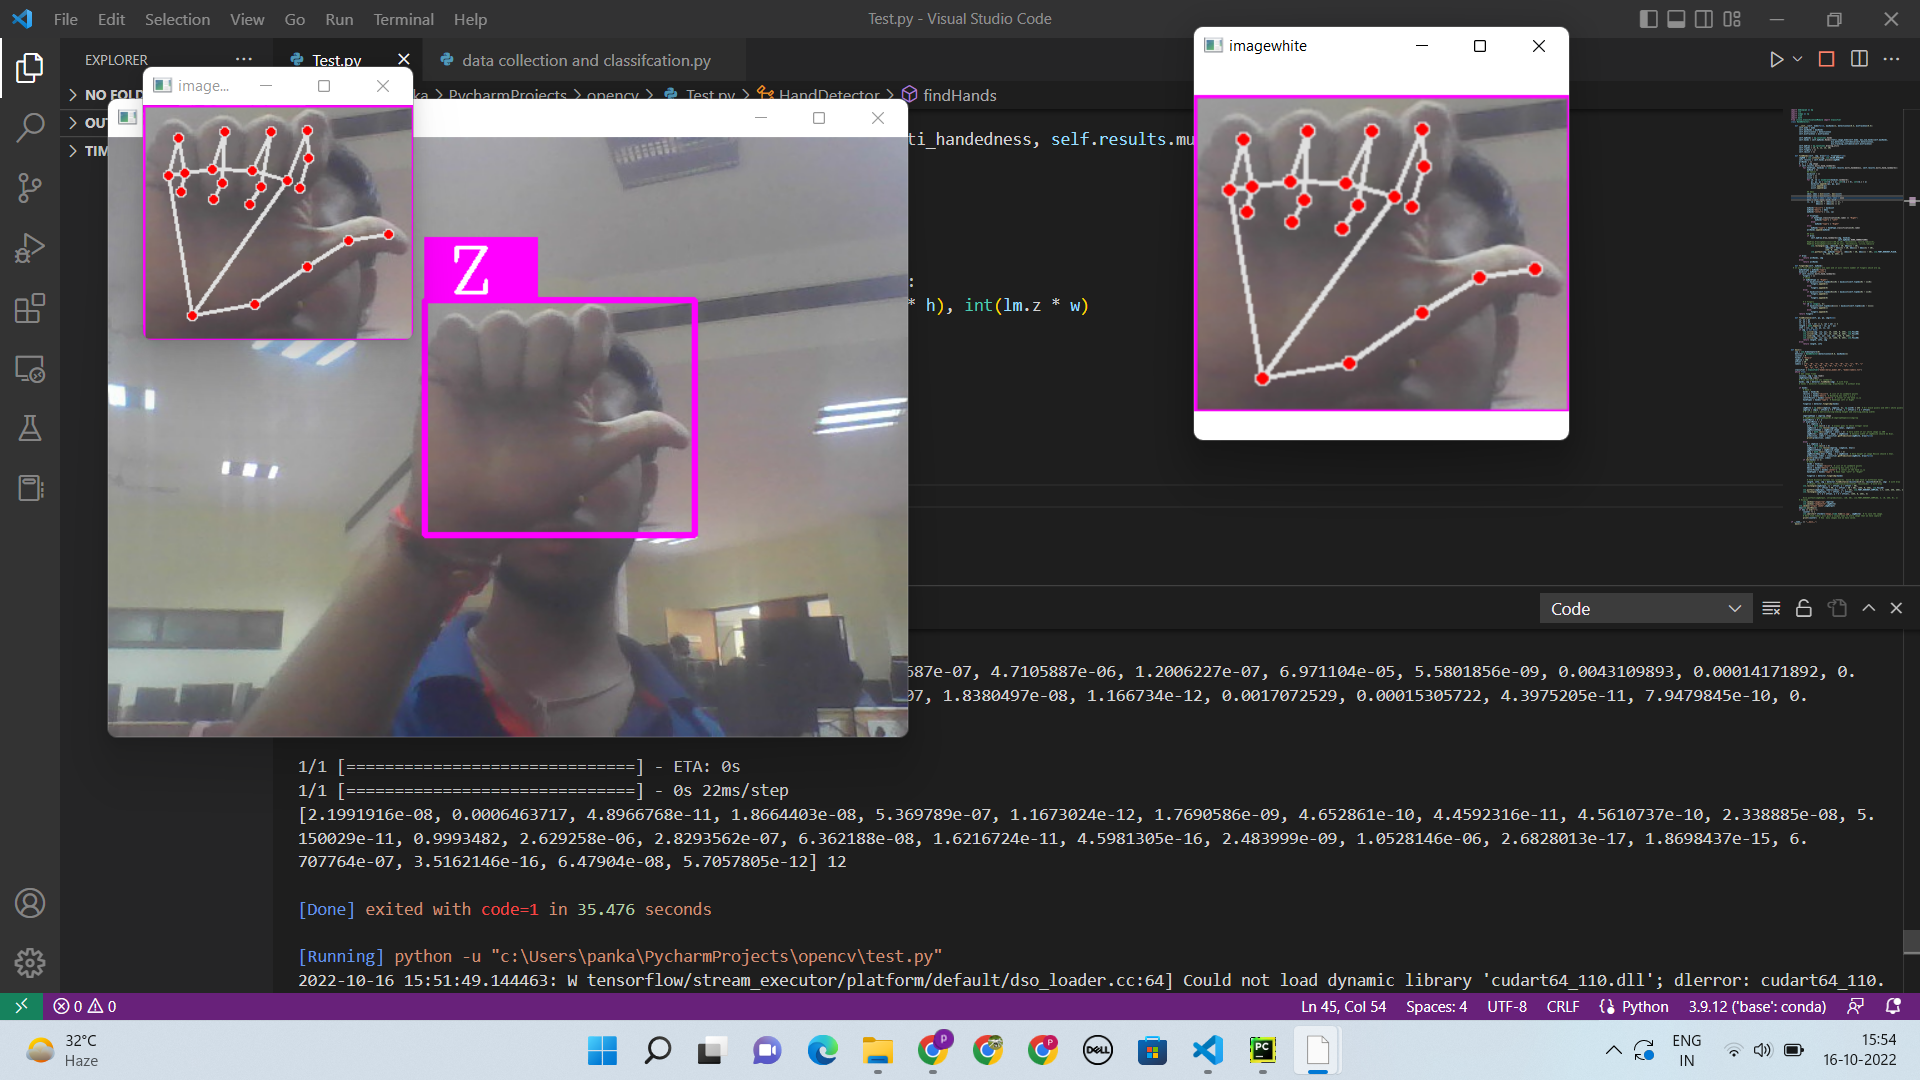 File Edit Selection View Go Run Terminal Help
Test.py - Visual Studio Code
EXPLORER
Test.py
data collection and classifcation.py
PycharmProjects > opencv > Test.py > HandDetector > findHands
image...
imagewhite
NO FOLD
OUT
TIM
ti_handedness, self.results.mu
:
* h), int(lm.z * w)
Z
Code
587e-07, 4.7105887e-06, 1.2006227e-07, 6.971104e-05, 5.5801856e-09, 0.0043109893, 0.00014171892, 0.
07, 1.8380497e-08, 1.166734e-12, 0.0017072529, 0.00015305722, 4.3975205e-11, 7.9479845e-10, 0.
1/1 [==============================] - ETA: 0s
1/1 [==============================] - 0s 22ms/step
[2.1991916e-08, 0.0006463717, 4.8966768e-11, 1.8664403e-08, 5.369789e-07, 1.1673024e-12, 1.7690586e-09, 4.652861e-10, 4.4592316e-11, 4.5610737e-10, 2.338885e-08, 5.
150029e-11, 0.9993482, 2.629258e-06, 2.8293562e-07, 6.362188e-08, 1.6216724e-11, 4.5981305e-16, 2.483999e-09, 1.0528146e-06, 2.6828013e-17, 1.8698437e-15, 6.
707764e-07, 3.5162146e-16, 6.47904e-08, 5.7057805e-12] 12
[Done] exited with code=1 in 35.476 seconds
[Running] python -u "c:\Users\panka\PycharmProjects\opencv\test.py"
2022-10-16 15:51:49.144463: W tensorflow/stream_executor/platform/default/dso_loader.cc:64] Could not load dynamic library 'cudart64_110.dll'; dlerror: cudart64_110.
0 0
Ln 45, Col 54 Spaces: 4 UTF-8 CRLF Python 3.9.12 ('base': conda)
32°C
Haze
DELL
PC
ENG
IN
15:54
16-10-2022